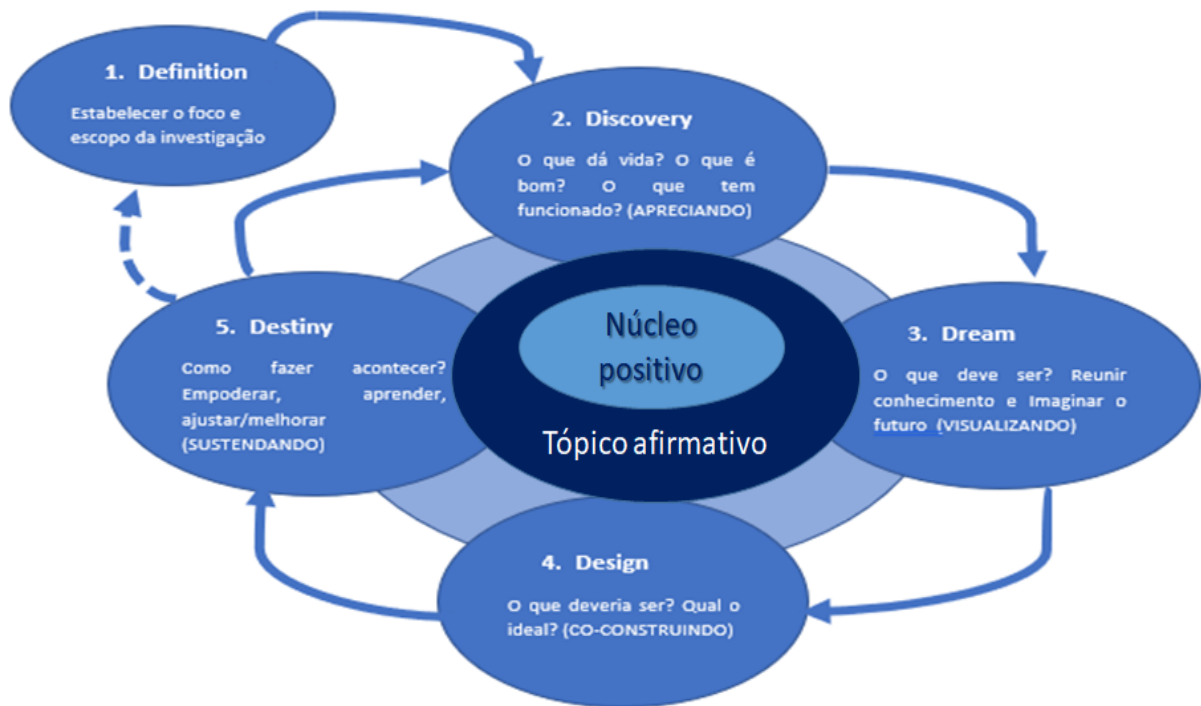 1. Definition
Estabelecer o foco e
escopo da investigação
2. Discovery
O que dá vida? O que é
bom? O que tem
funcionado? (APRECIANDO)
3. Dream
O que deve ser? Reunir
conhecimento e Imaginar o
futuro (VISUALIZANDO)
4. Design
O que deveria ser? Qual o
ideal? (CO-CONSTRUINDO)
5. Destiny
Como fazer acontecer?
Empoderar, aprender,
ajustar/melhorar
(SUSTENDANDO)
Núcleo
positivo
Tópico afirmativo